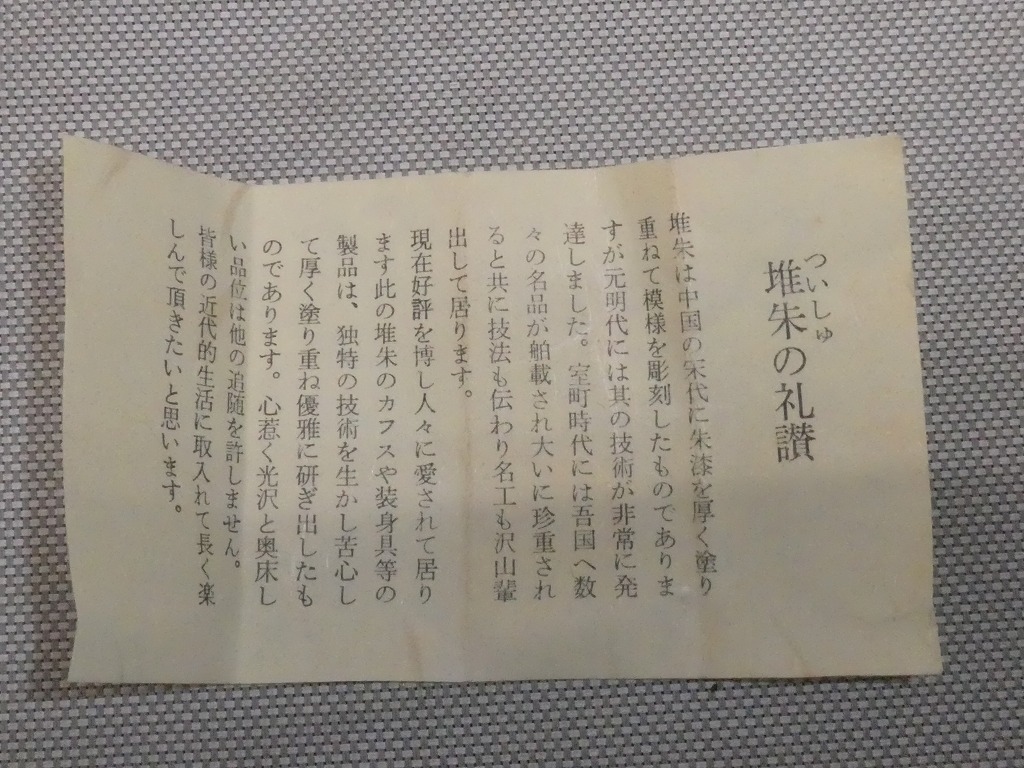 ついしゅ
堆朱の礼讃
堆朱は中国の宋代に朱漆を厚く塗り
重ねて模様を彫刻したものでありま
すが元明代には其の技術が非常に発
達しました。室町時代には吾国へ数
々の名品が舶載され大いに珍重され
ると共に技法も伝わり名工も沢山輩
出して居ります。
現在好評を博し人々に愛されて居り
ます此の堆朱のカフスや装身具等の
製品は、独特の技術を生かし苦心し
て厚く塗り重ね優雅に研ぎ出したも
のであります。心惹く光沢と奥床し
い品位は他の追随を許しません。
皆様の近代的生活に取入れて長く楽
しんで頂きたいと思います。